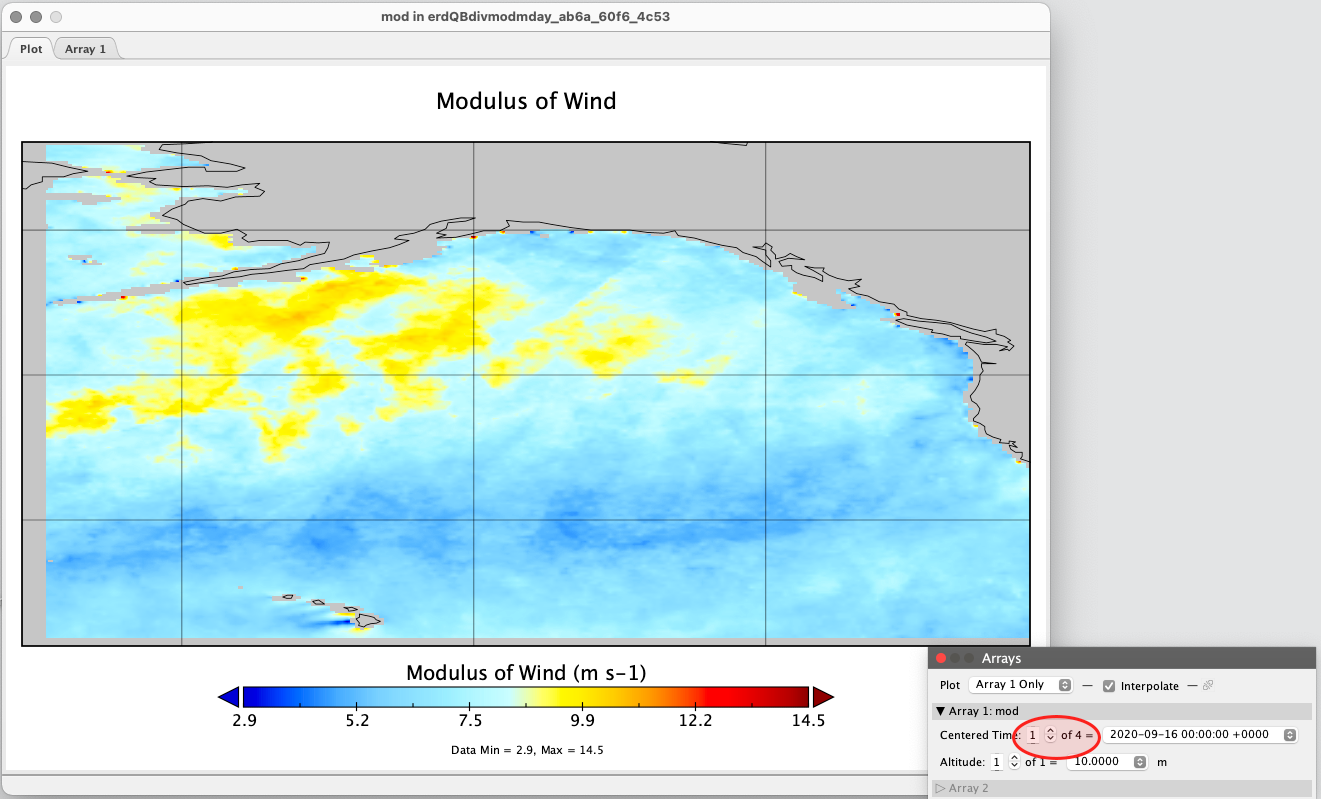 mod in erdQBdivmodmday_ab6a_60f6_4c53
Plot Array 1
Modulus of Wind
Modulus of Wind (m s-1)
2.9 5.2 7.5 9.9 12.2 14.5
Data Min = 2.9, Max = 14.5
Arrays
Plot Array 1 Only — Interpolate —
Array 1: mod
Centered Time: 1 of 4 = 2020-09-16 00:00:00 +0000
Altitude: 1 of 1 = 10.0000 m
Array 2